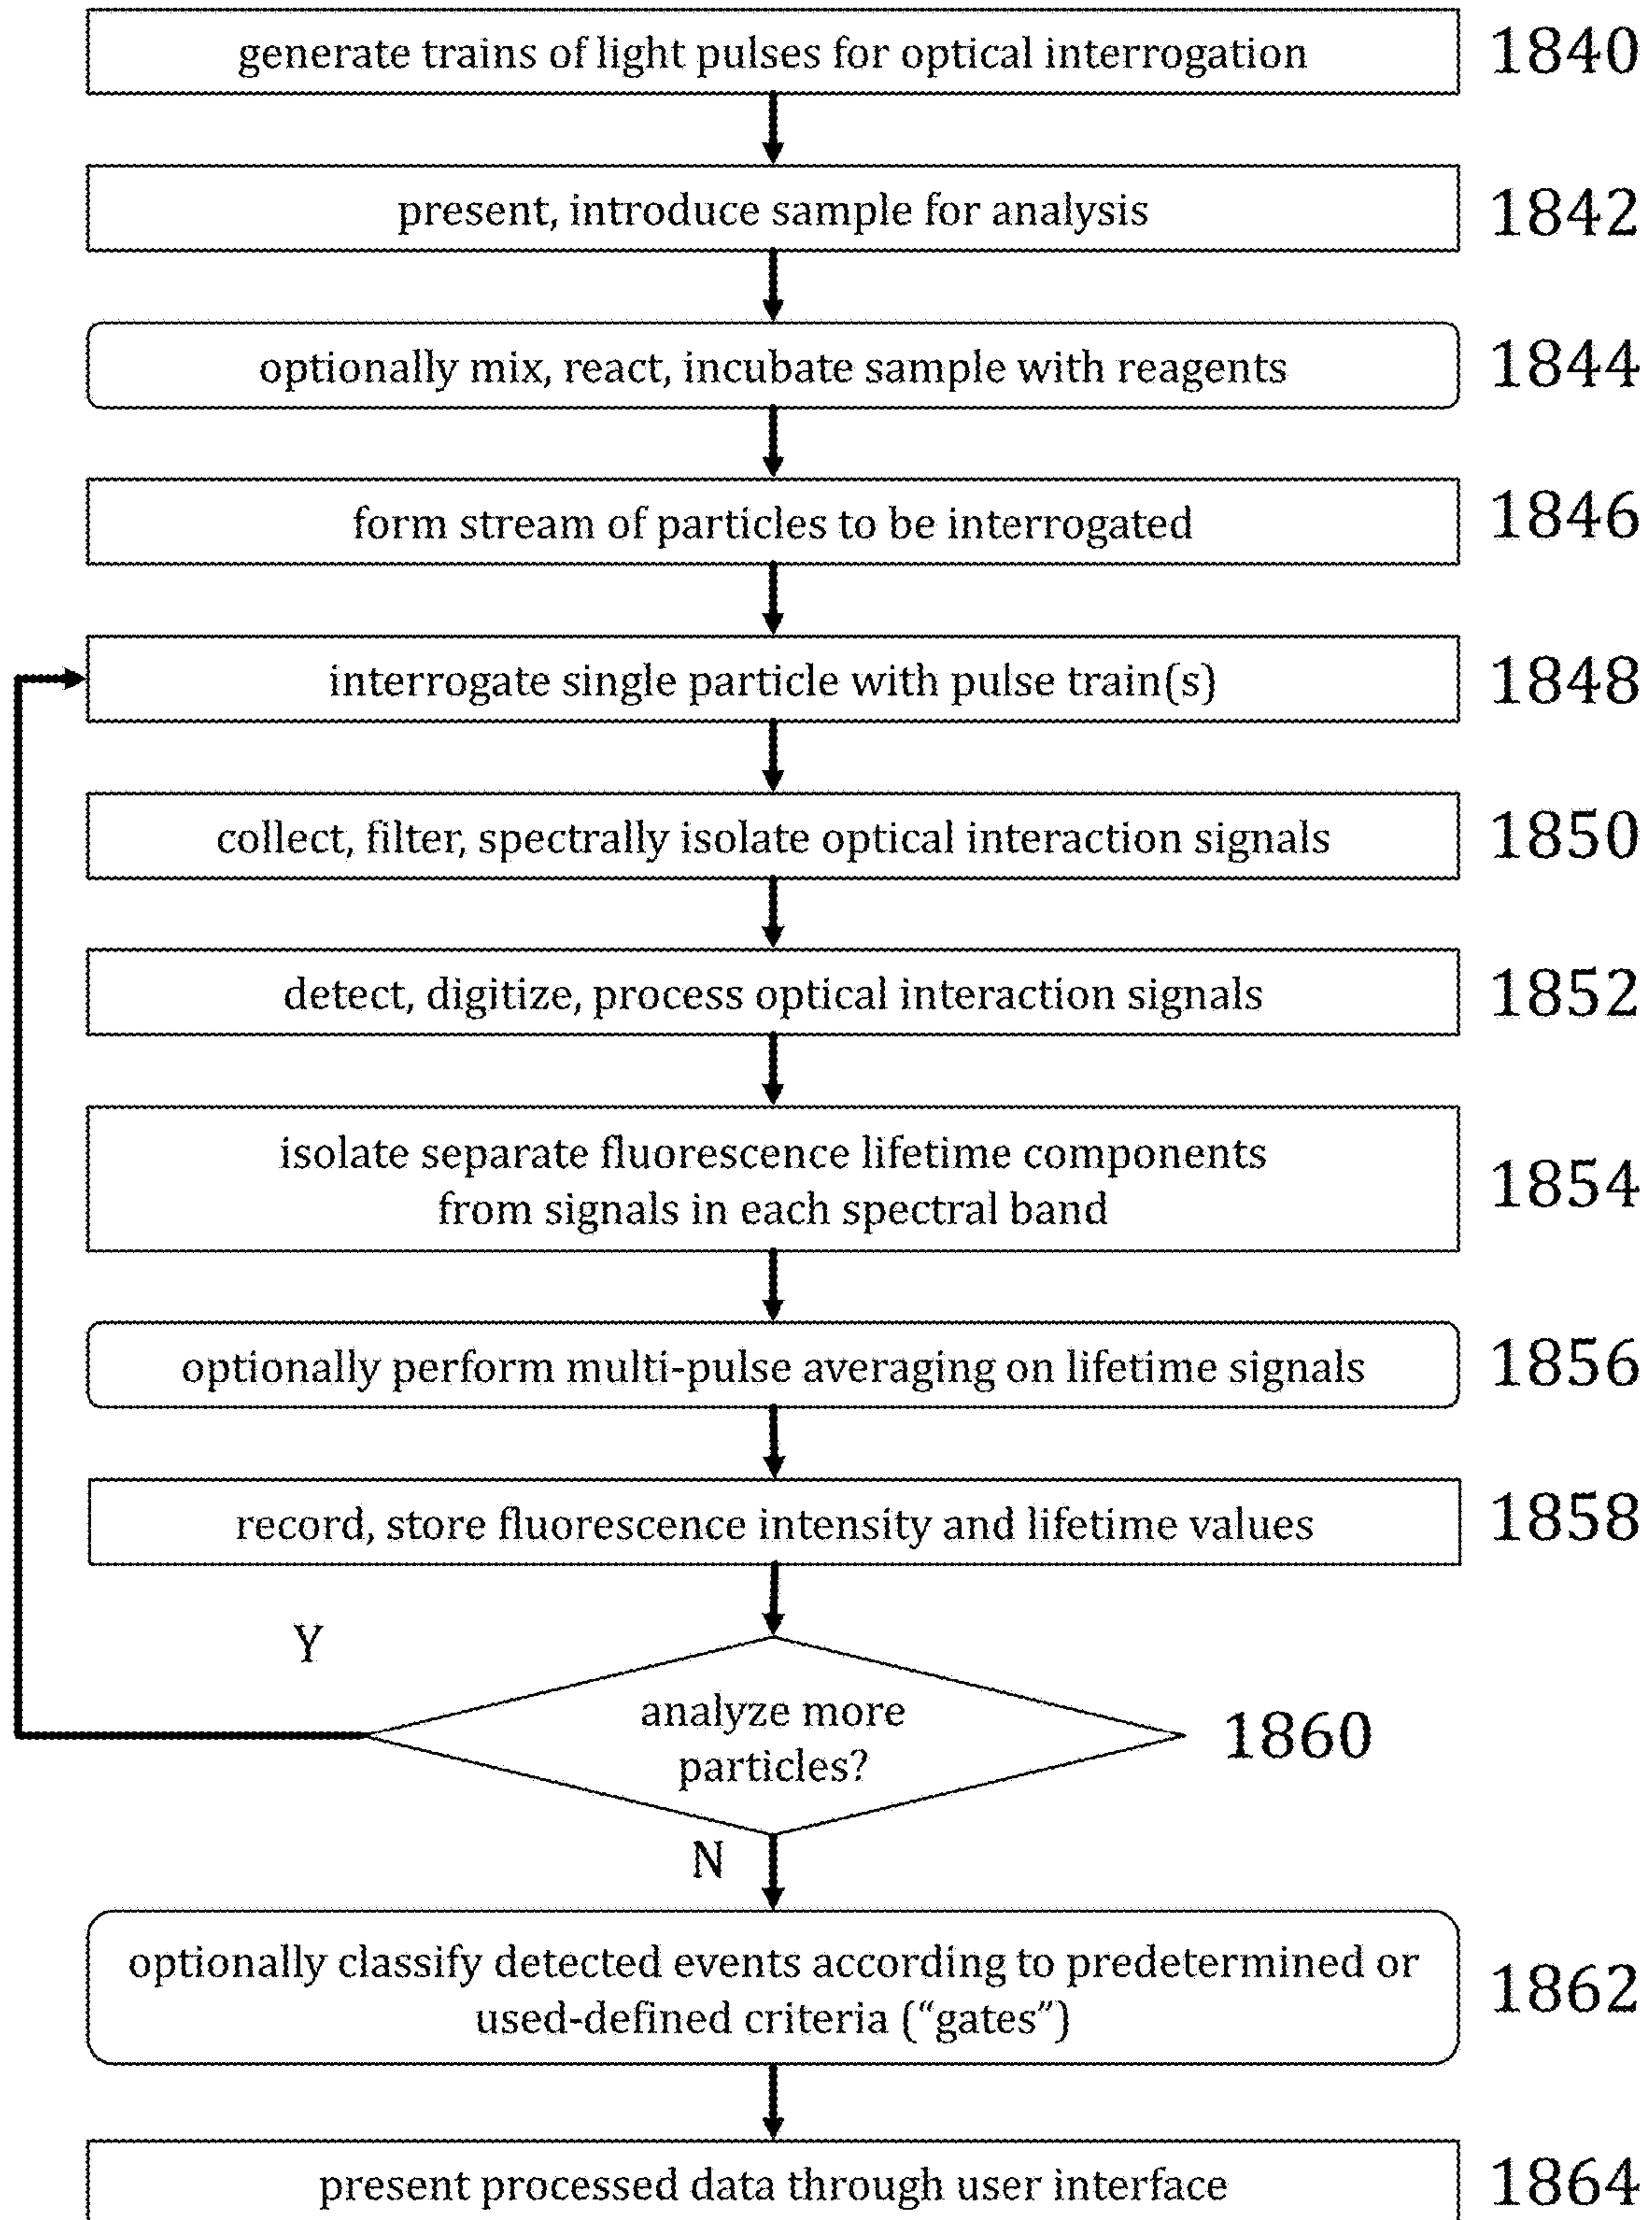 generate trains of light pulses for optical interrogation 1840
present, introduce sample for analysis 1842
optionally mix, react, incubate sample with reagents 1844
form stream of particles to be interrogated 1846
interrogate single particle with pulse train(s) 1848
collect, filter, spectrally isolate optical interaction signals 1850
detect, digitize, process optical interaction signals 1852
isolate separate fluorescence lifetime components
from signals in each spectral band
1854
optionally perform multi-pulse averaging on lifetime signals 1856
record, store fluorescence intensity and lifetime values 1858
Y
analyze more
particles?
1860
N
optionally classify detected events according to predetermined or
used-defined criteria (“gates”)
1862
present processed data through user interface 1864